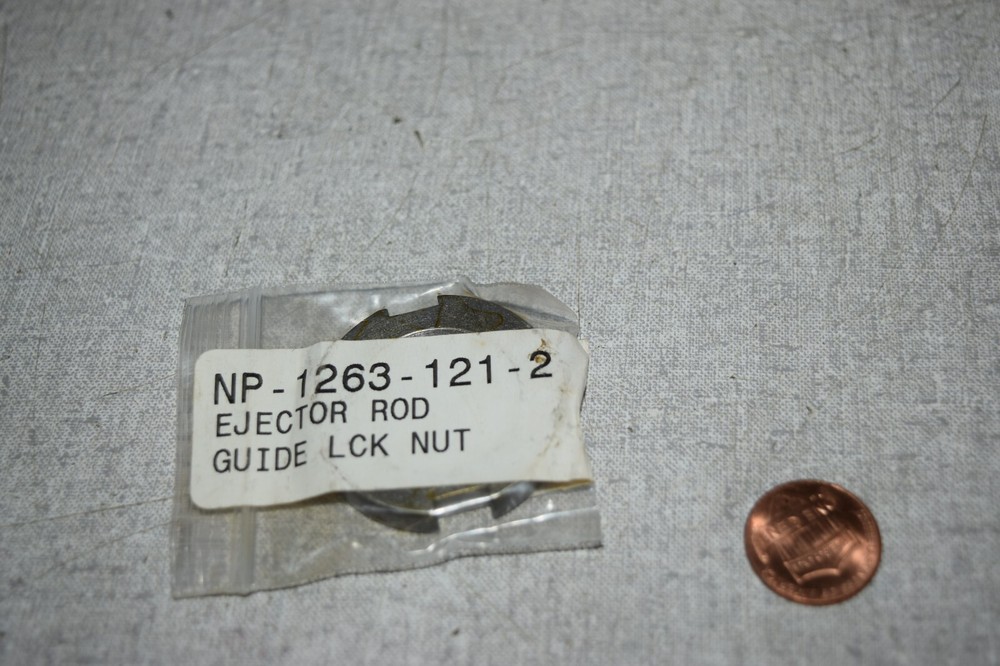 NP-1263-121-2
EJECTOR ROD
GUIDE LCK NUT